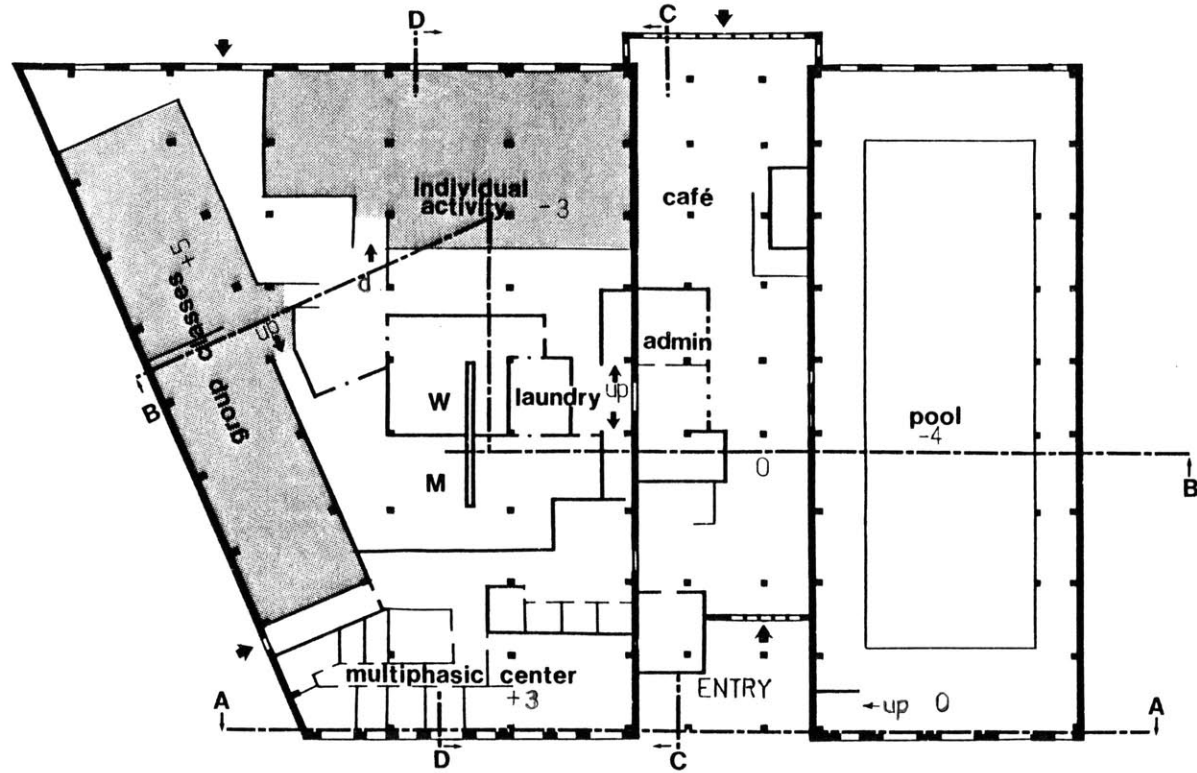 D
C
individual
activity -3
café
group classes +5
up
up
admin
W
laundry
up
pool
-4
B
M
0
B
multiphasic center
+3
ENTRY
A
up 0
A
D
C